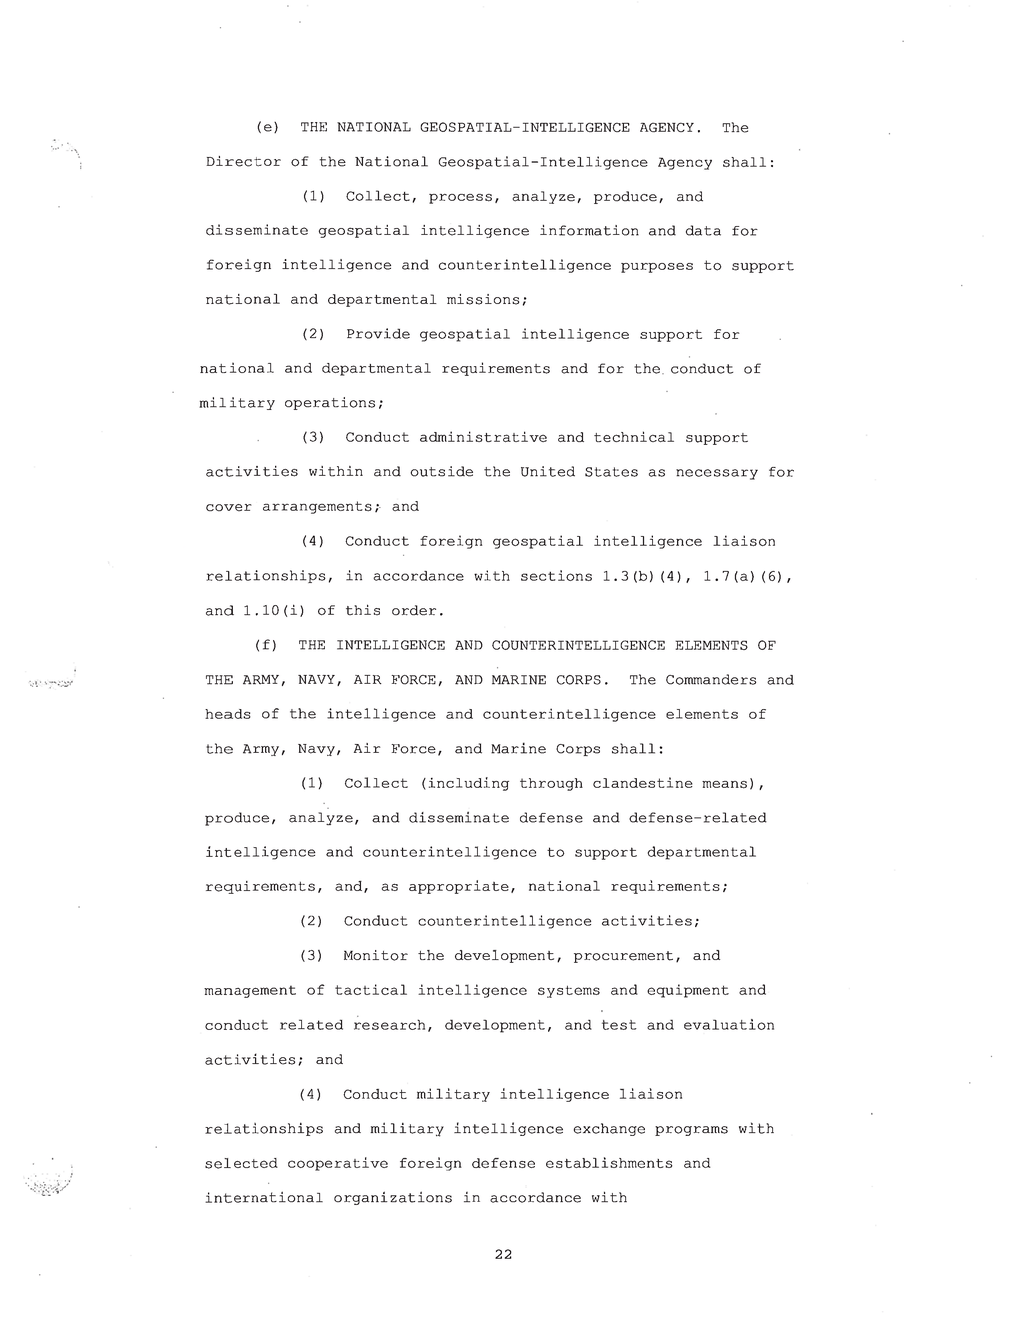 (e) THE NATIONAL GEOSPATIAL-INTELLIGENCE AGENCY. The
Director of the National Geospatial-Intelligence Agency shall:
(1) Collect, process, analyze, produce, and
disseminate geospatial intelligence information and data for
foreign intelligence and counterintelligence purposes to support
national and departmental missions;
(2) Provide geospatial intelligence support for
national and departmental requirements and for the conduct of
military operations;
(3) Conduct administrative and technical support
activities within and outside the United States as necessary for
cover arrangements; and
(4) Conduct foreign geospatial intelligence liaison
relationships, in accordance with sections 1.3(b)(4), 1.7(a)(6),
and 1.10(i) of this order.
(f) THE INTELLIGENCE AND COUNTERINTELLIGENCE ELEMENTS OF
THE ARMY, NAVY, AIR FORCE, AND MARINE CORPS. The Commanders and
heads of the intelligence and counterintelligence elements of
the Army, Navy, Air Force, and Marine Corps shall:
(1) Collect (including through clandestine means),
produce, analyze, and disseminate defense and defense-related
intelligence and counterintelligence to support departmental
requirements, and, as appropriate, national requirements;
(2) Conduct counterintelligence activities;
(3) Monitor the development, procurement, and
management of tactical intelligence systems and equipment and
conduct related research, development, and test and evaluation
activities; and
(4) Conduct military intelligence liaison
relationships and military intelligence exchange programs with
selected cooperative foreign defense establishments and
international organizations in accordance with
22